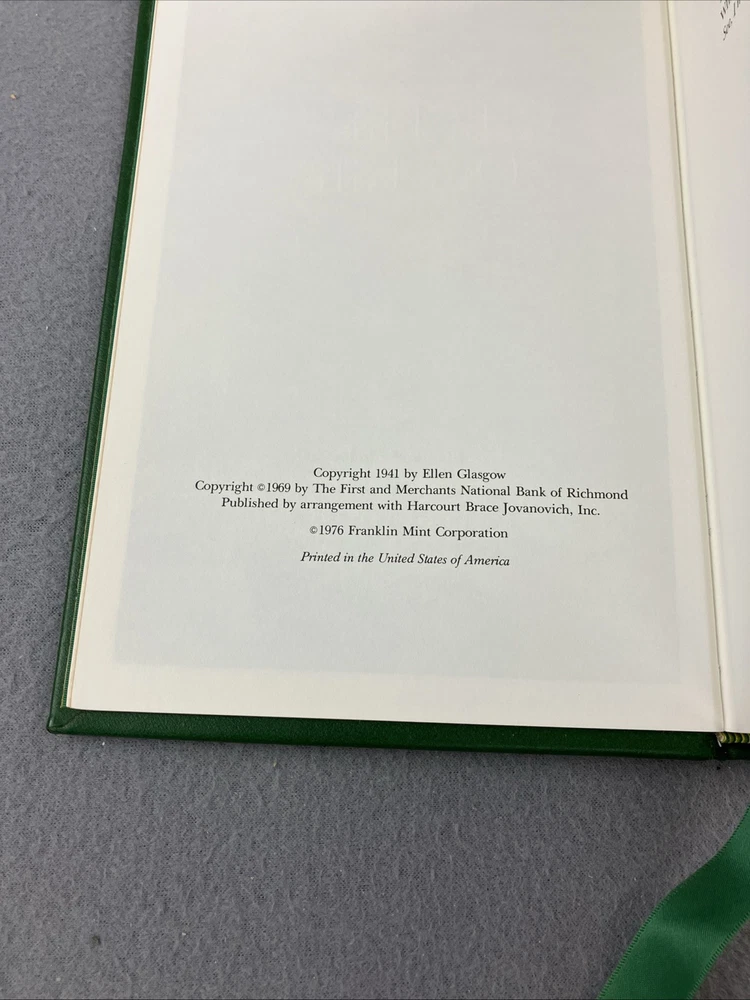 Copyright 1941 by Ellen Glasgow
Copyright ©1969 by The First and Merchants National Bank of Richmond
Published by arrangement with Harcourt Brace Jovanovich, Inc.
©1976 Franklin Mint Corporation
Printed in the United States of America